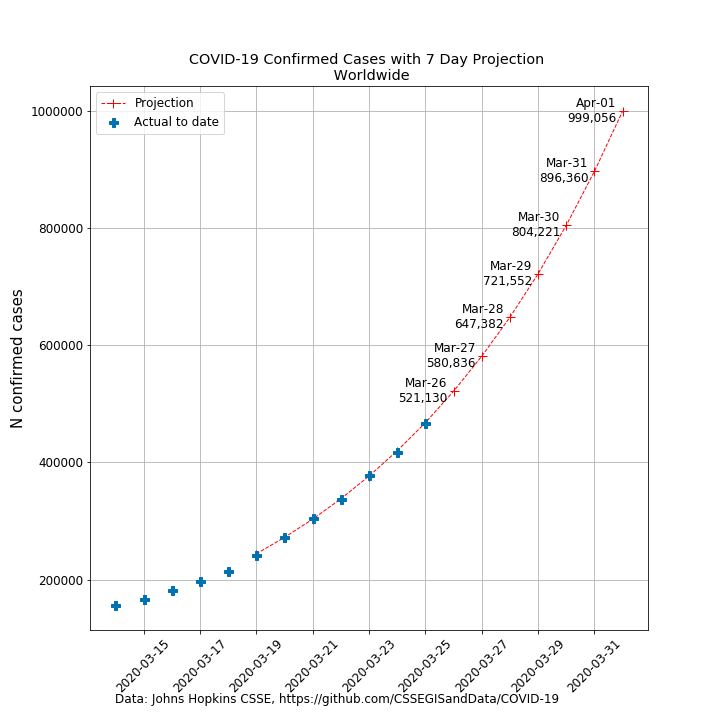 COVID-19 Confirmed Cases with 7 Day Projection
Worldwide
Projection
Actual to date
N confirmed cases
1000000
800000
600000
400000
200000
Apr-01
999,056
Mar-31
896,360
Mar-30
804,221
Mar-29
721,552
Mar-28
647,382
Mar-27
580,836
Mar-26
521,130
2020-03-15
2020-03-17
2020-03-19
2020-03-21
2020-03-23
2020-03-25
2020-03-27
2020-03-29
2020-03-31
Data: Johns Hopkins CSSE, https://github.com/CSSEGISandData/COVID-19